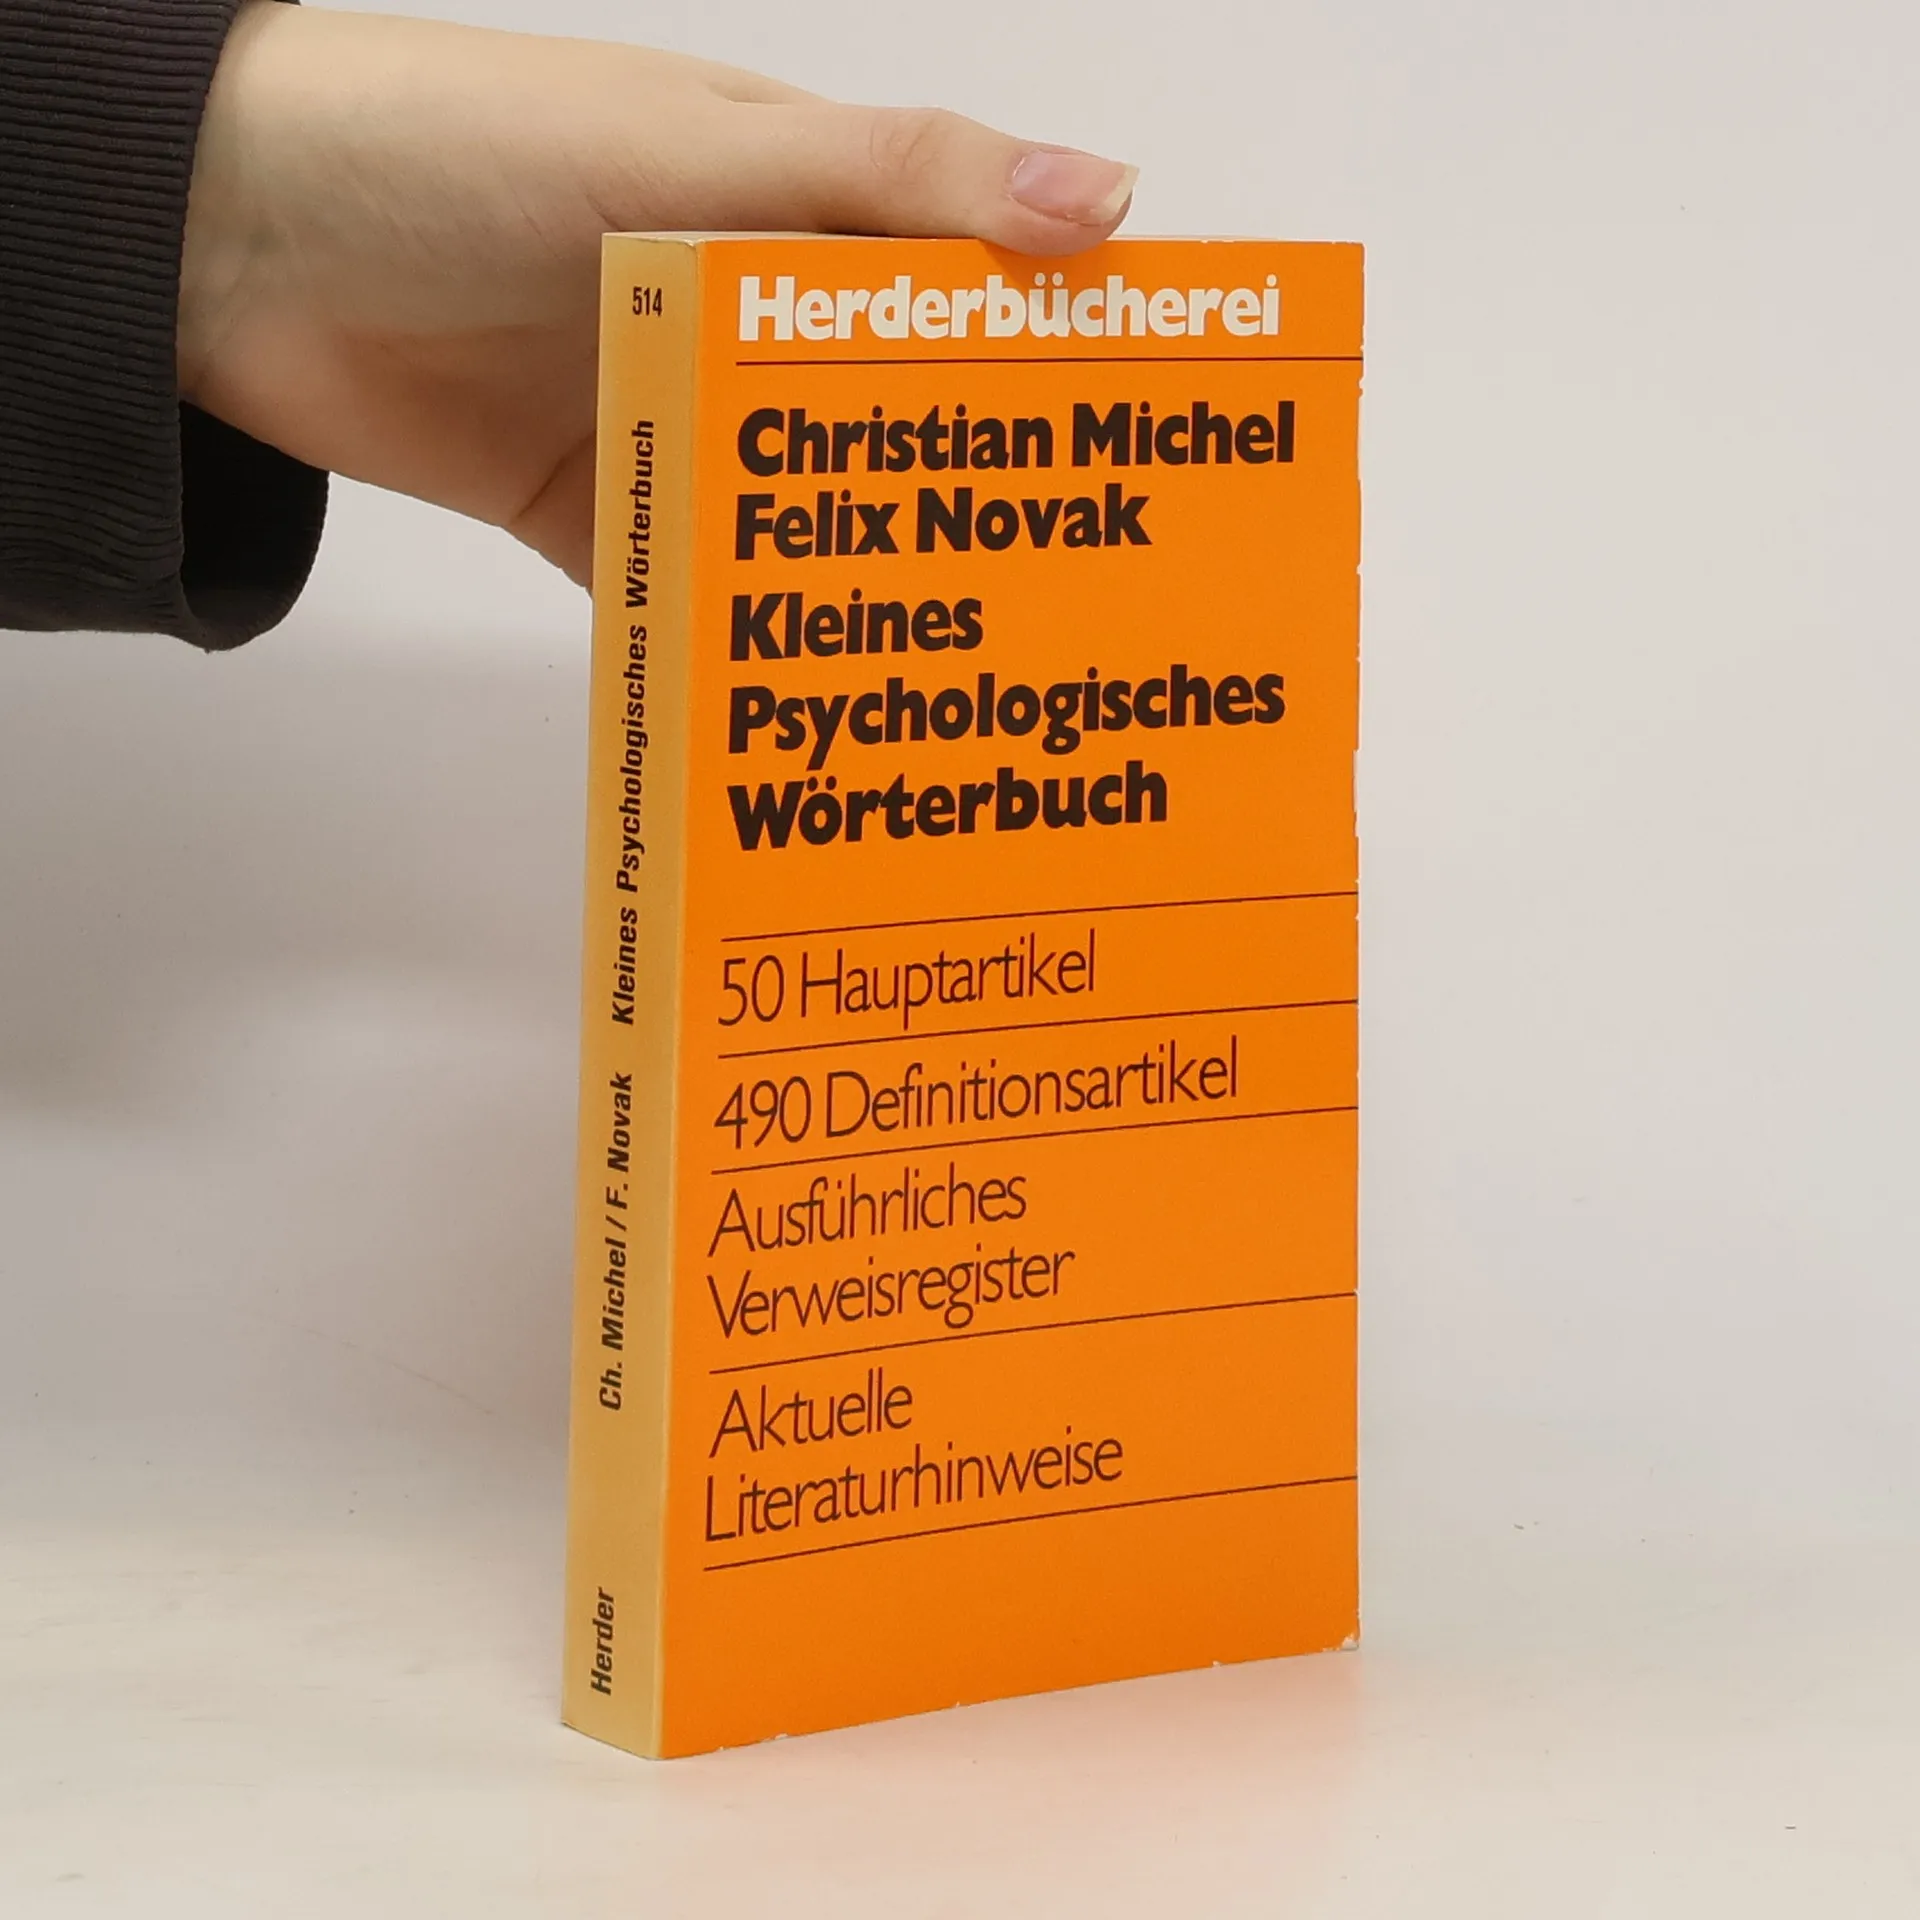 514
Kleines Psychologisches Wörterbuch
Ch. Michel / F. Novak
Herder
Herderbücherei
Christian Michel
Felix Novak
Kleines
Psychologisches
Wörterbuch
50 Hauptartikel
490 Definitionsartikel
Ausführliches
Verweisregister
Aktuelle
Literaturhinweise